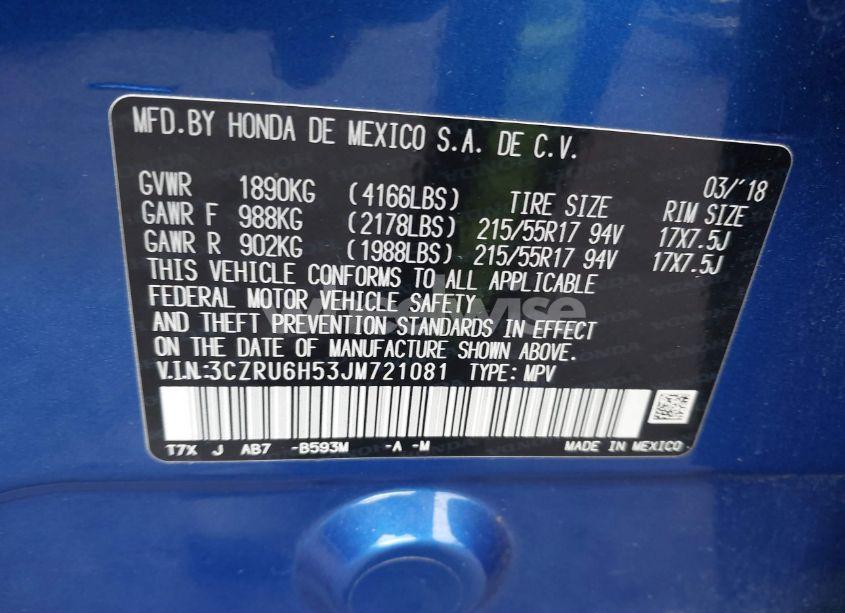 MFD.BY HONDA DE MEXICO S.A. DE C.V.
03/'18
GVWR 1890KG (4166LBS) TIRE SIZE RIM SIZE
GAWR F 988KG (2178LBS) 215/55R17 94V 17X7.5J
GAWR R 902KG (1988LBS) 215/55R17 94V 17X7.5J
THIS VEHICLE CONFORMS TO ALL APPLICABLE
FEDERAL MOTOR VEHICLE SAFETY
AND THEFT PREVENTION STANDARDS IN EFFECT
ON THE DATE OF MANUFACTURE SHOWN ABOVE.
V.I.N:3CZRU6H53JM721081 TYPE: MPV
T7X J AB7 -B593M -A -M MADE IN MEXICO